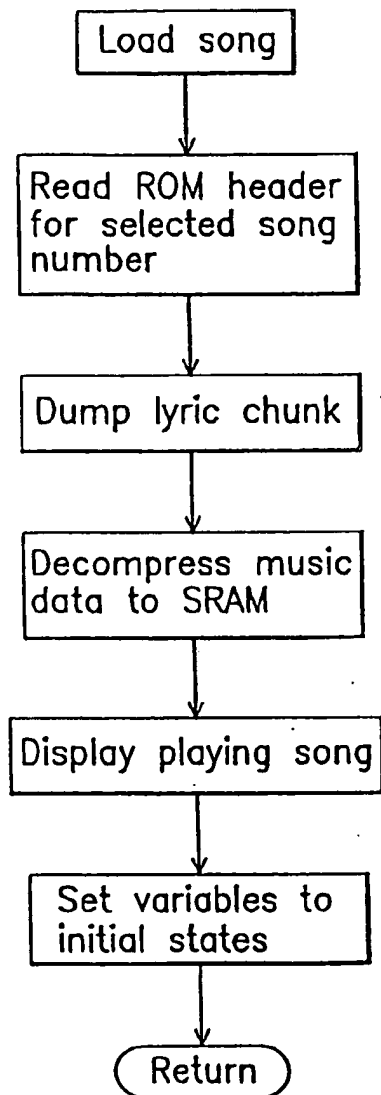 Load song
Read ROM header
for selected song
number
Dump lyric chunk
Decompress music
data to SRAM
Display playing song
Set variables to
initial states
Return